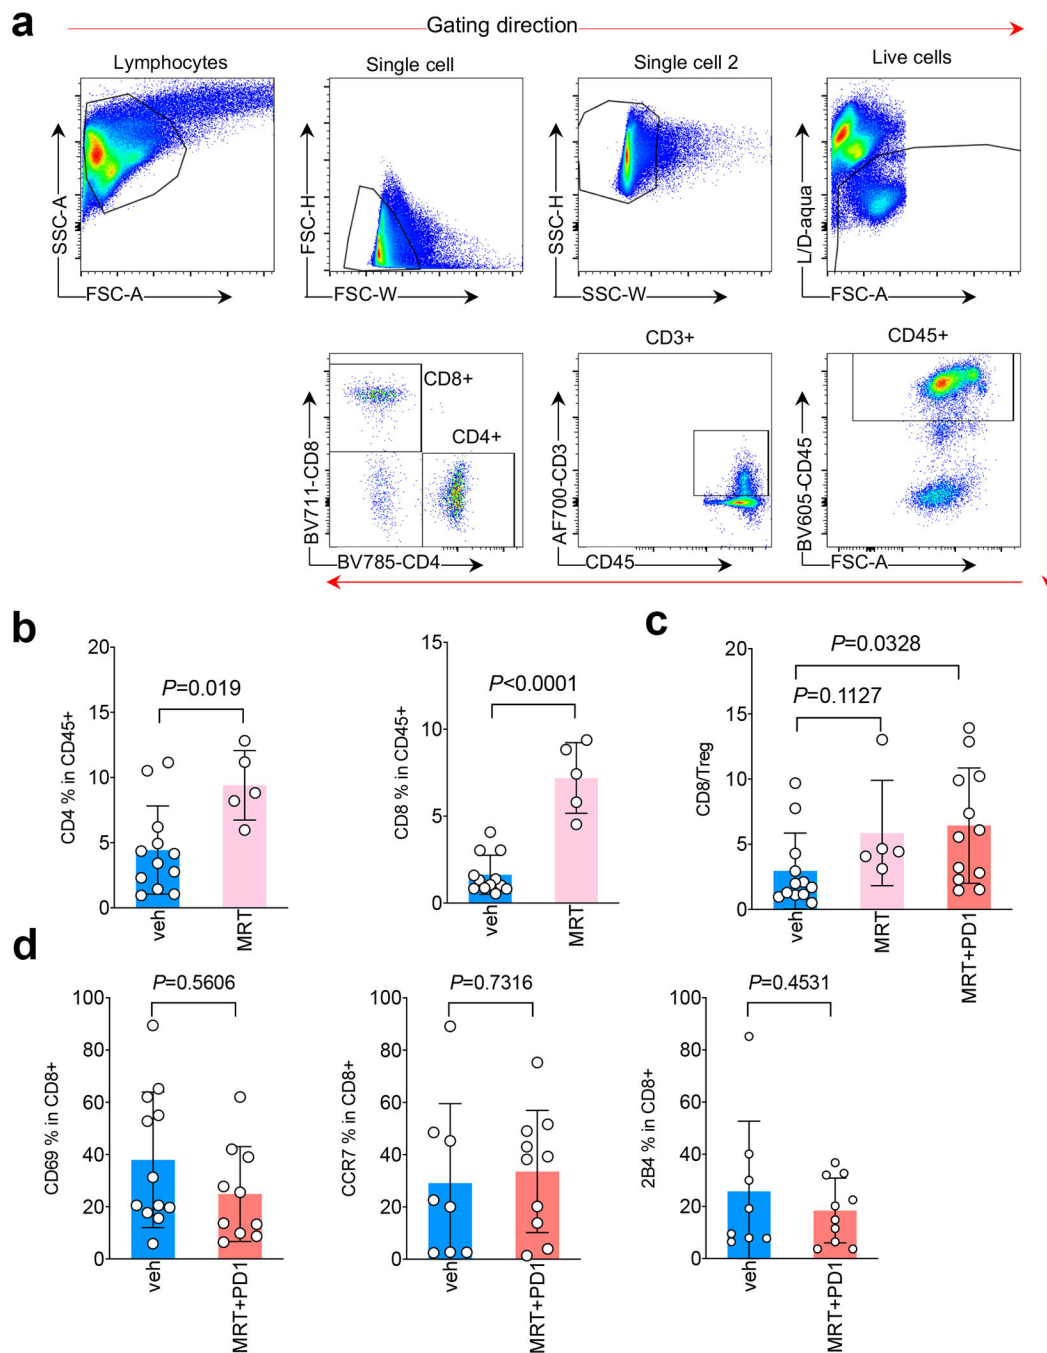 a
Gating direction
Lymphocytes
Single cell
Single cell 2
Live cells
SSC-A
FSC-A
FSC-H
FSC-W
SSC-H
SSC-W
L/D-aqua
FSC-A
CD8+
CD4+
BV711-CD8
BV785-CD4
CD3+
AF700-CD3
CD45
CD45+
BV605-CD45
FSC-A
b
CD4 % in CD45+
20
15
10
5
0
P=0.019
veh
MRT
CD8 % in CD45+
15
10
5
0
P<0.0001
veh
MRT
c
CD8/Treg
20
15
10
5
0
P=0.0328
P=0.1127
veh
MRT
MRT+PD1
d
CD69 % in CD8+
100
80
60
40
20
0
P=0.5606
veh
MRT+PD1
CCR7 % in CD8+
100
80
60
40
20
0
P=0.7316
veh
MRT+PD1
2B4 % in CD8+
100
80
60
40
20
0
P=0.4531
veh
MRT+PD1